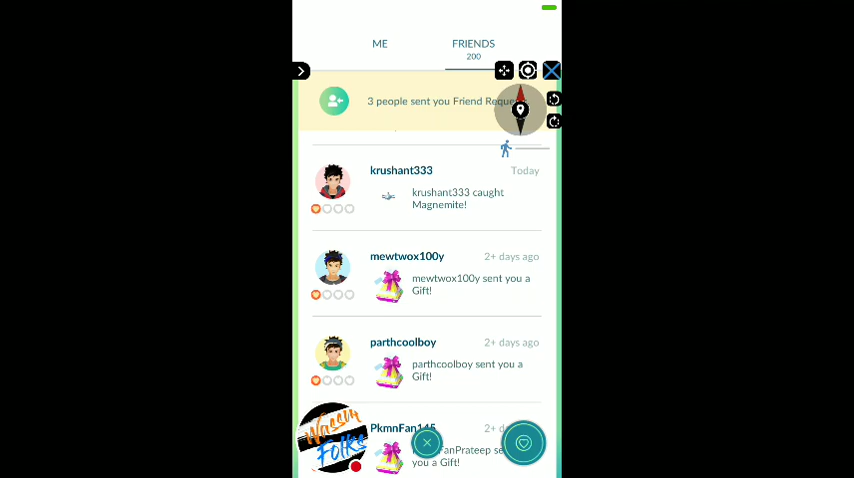 ME
FRIENDS
200
3 people sent you Friend Reque
krushant333
Today
krushant333 caught
Magnemite!
mewtwox100y
2+ days ago
mewtwox100y sent you a
Gift!
parthcoolboy
2+ days ago
parthcoolboy sent you a
Gift!
PkmnFan145
2+ d
FanPrateep se
you a Gift!
Wassup
Folks